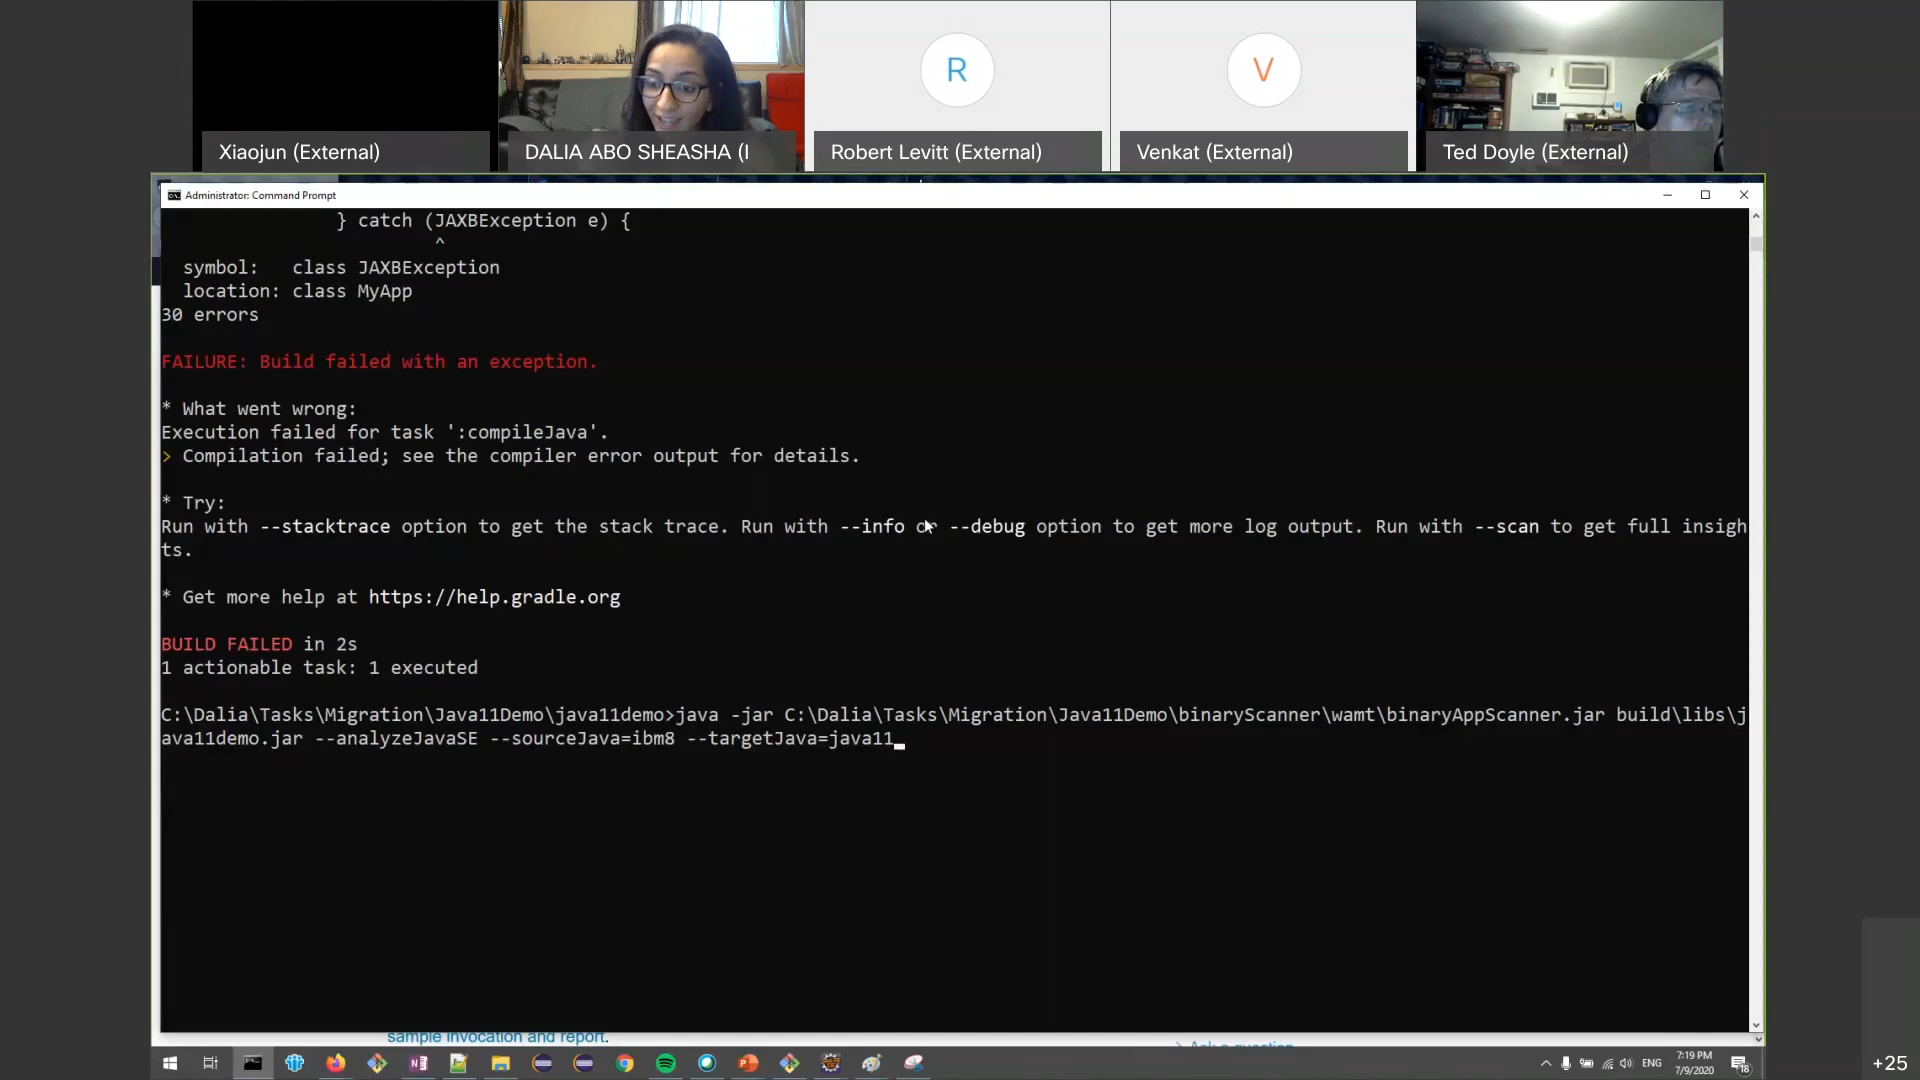 R
V
Xiaojun (External)
DALIA ABO SHEASHA (I
Robert Levitt (External)
Venkat (External)
Ted Doyle (External)
Administrator: Command Prompt
} catch (JAXBException e) {
^
symbol:   class JAXBException
location: class MyApp
30 errors
FAILURE: Build failed with an exception.
* What went wrong:
Execution failed for task ':compileJava'.
> Compilation failed; see the compiler error output for details.
* Try:
Run with --stacktrace option to get the stack trace. Run with --info or --debug option to get more log output. Run with --scan to get full insigh
ts.
* Get more help at https://help.gradle.org
BUILD FAILED in 2s
1 actionable task: 1 executed
C:\Dalia\Tasks\Migration\Java11Demo\java11demo>java -jar C:\Dalia\Tasks\Migration\Java11Demo\binaryScanner\wamt\binaryAppScanner.jar build\libs\j
ava11demo.jar --analyzeJavaSE --sourceJava=ibm8 --targetJava=java11_
sample invocation and report.
Ask a question
ENG
7:19 PM
7/9/2020
18
+25